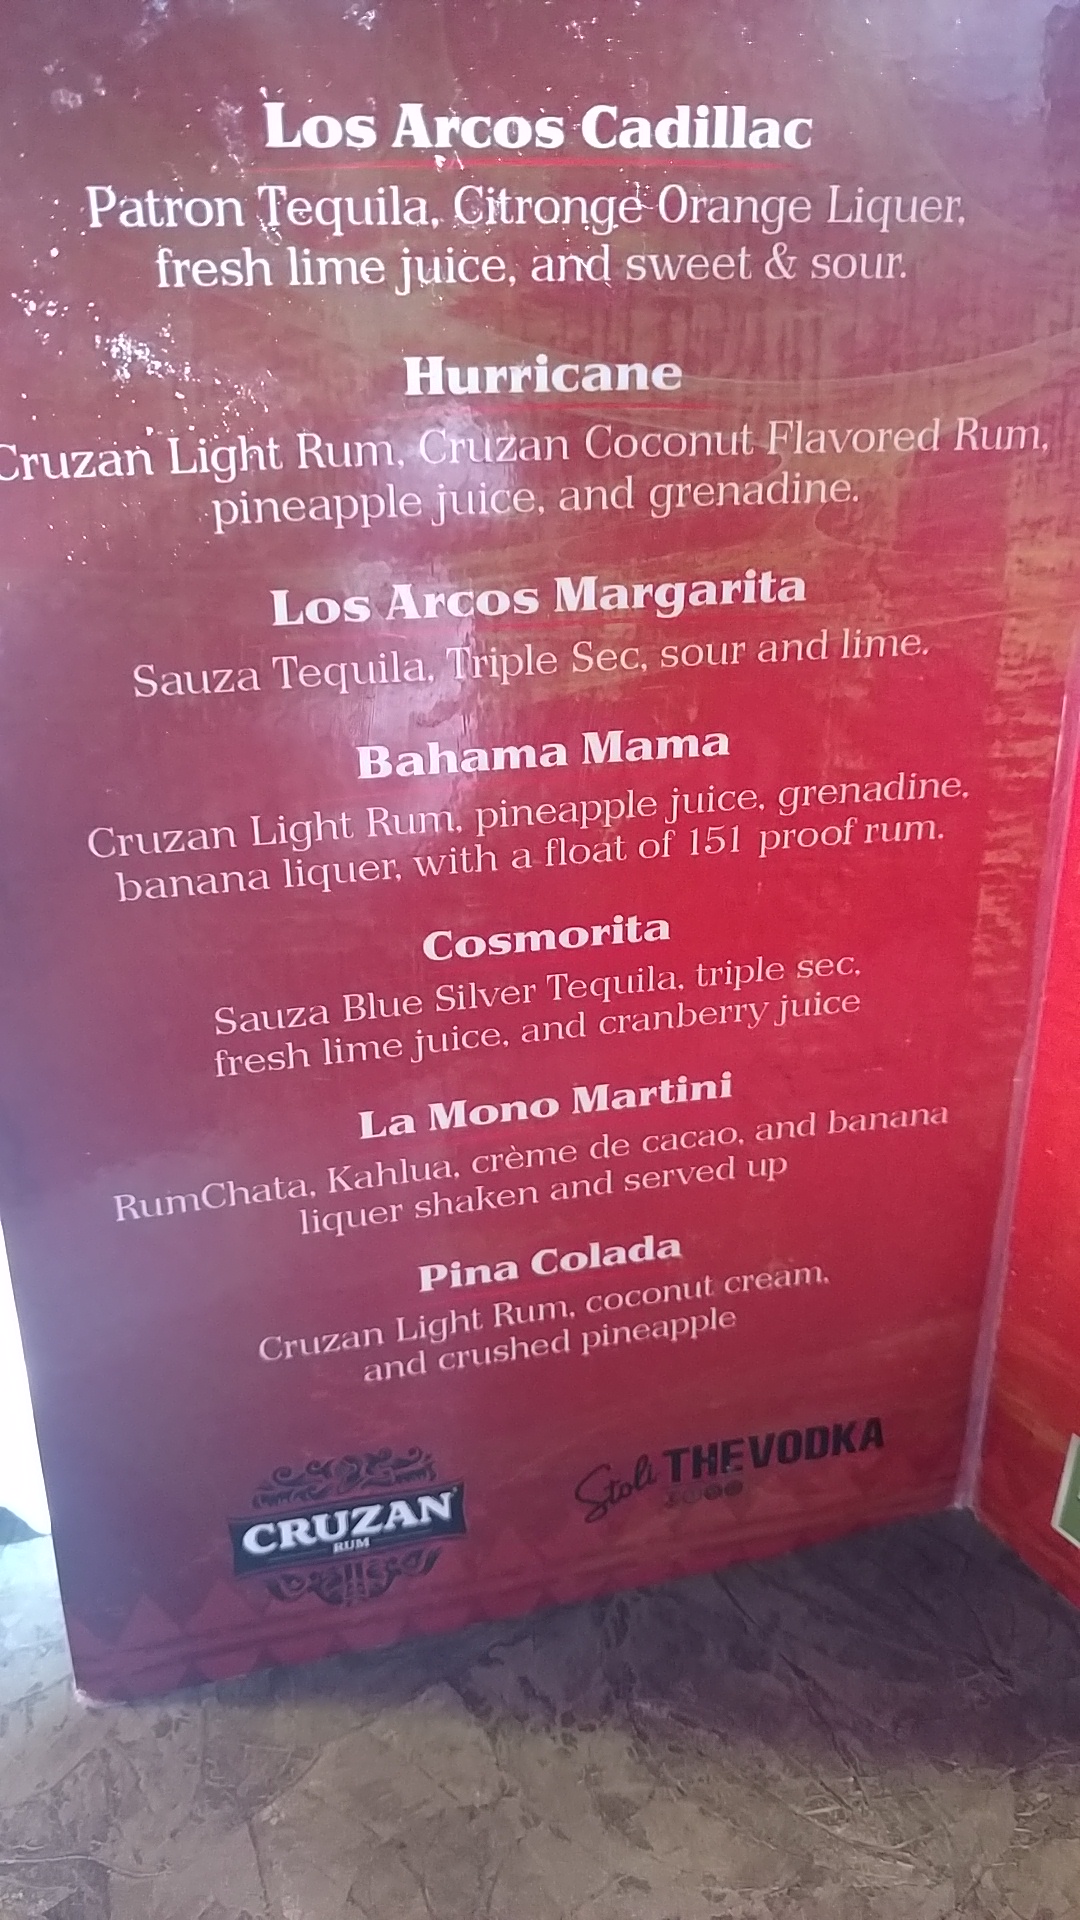 Los Arcos Cadillac
Patron Tequila, Citronge Orange Liquer,
fresh lime juice, and sweet & sour.
Hurricane
Cruzan Light Rum, Cruzan Coconut Flavored Rum,
pineapple juice, and grenadine.
Los Arcos Margarita
Sauza Tequila, Triple Sec, sour and lime.
Bahama Mama
Cruzan Light Rum, pineapple juice, grenadine,
banana liquer, with a float of 151 proof rum.
Cosmorita
Sauza Blue Silver Tequila, triple sec,
fresh lime juice, and cranberry juice
La Mono Martini
RumChata, Kahlua, crème de cacao, and banana
liquer shaken and served up
Pina Colada
Cruzan Light Rum, coconut cream,
and crushed pineapple
CRUZAN
RUM
Stoli THE VODKA